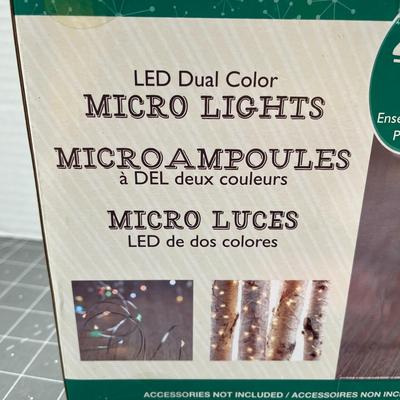 LED Dual Color
MICRO LIGHTS
MICROAMPOULES
à DEL deux couleurs
MICRO LUCES
LED de dos colores
ACCESSORIES NOT INCLUDED / ACCESSOIRES NON